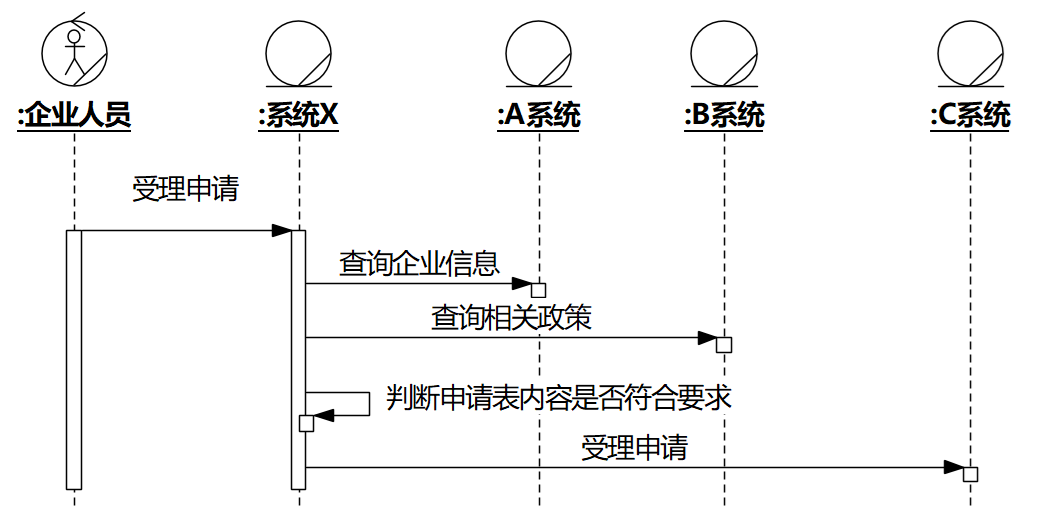 :企业人员
:系统X
:A系统
:B系统
:C系统
受理申请
查询企业信息
查询相关政策
判断申请表内容是否符合要求
受理申请